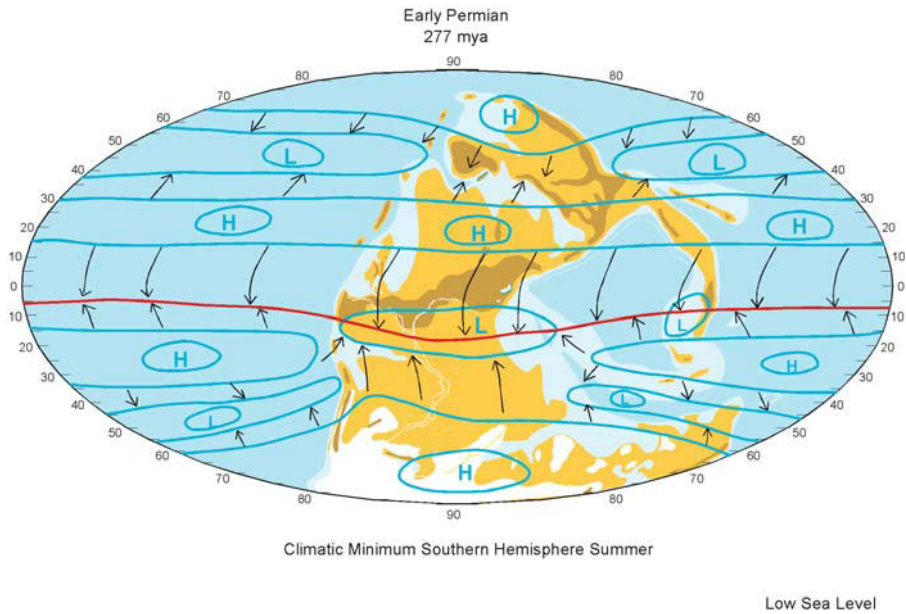 Early Permian
277 mya
90
80 80
70 70
60 60
50 50
40 40
30 30
20 20
10 10
0 0
10 10
20 20
30 30
40 40
50 50
60 60
70 70
80 80
90
H
L L
H H H
L L
H H
L L
H
Climatic Minimum Southern Hemisphere Summer
Low Sea Level